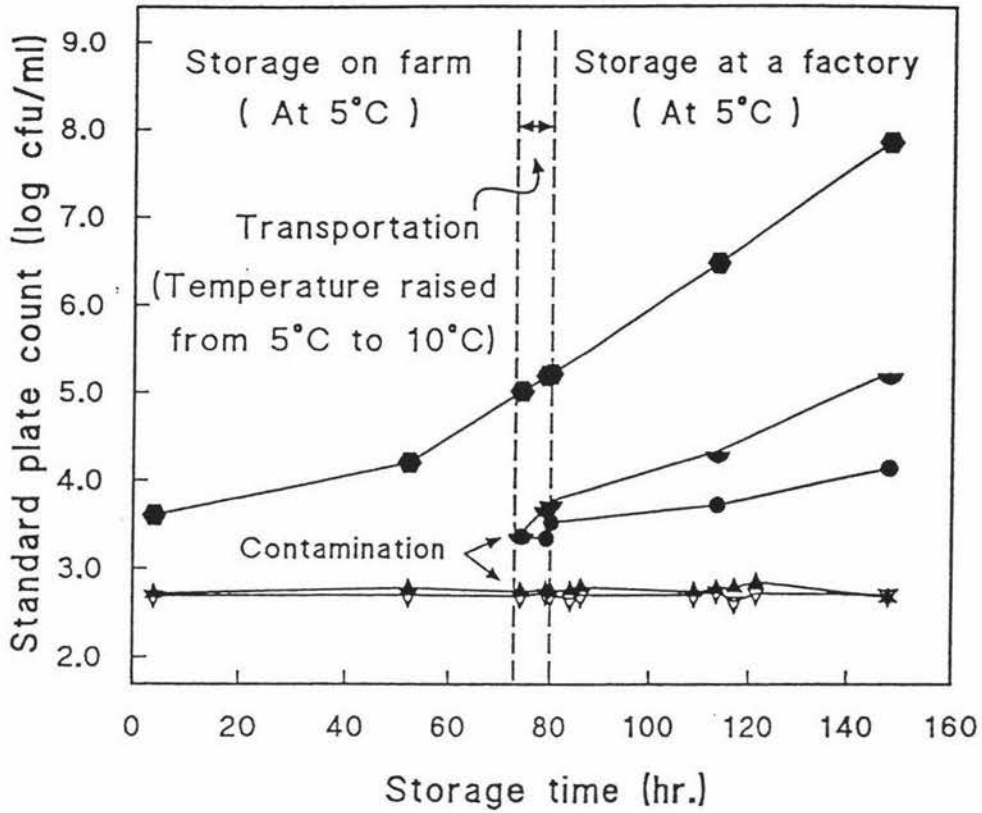 Standard plate count (log cfu/ml)
9.0
8.0
7.0
6.0
5.0
4.0
3.0
2.0
Storage on farm
( At 5°C )
Storage at a factory
( At 5°C )
Transportation
(Temperature raised
from 5°C to 10°C)
Contamination
0 20 40 60 80 100 120 140 160
Storage time (hr.)